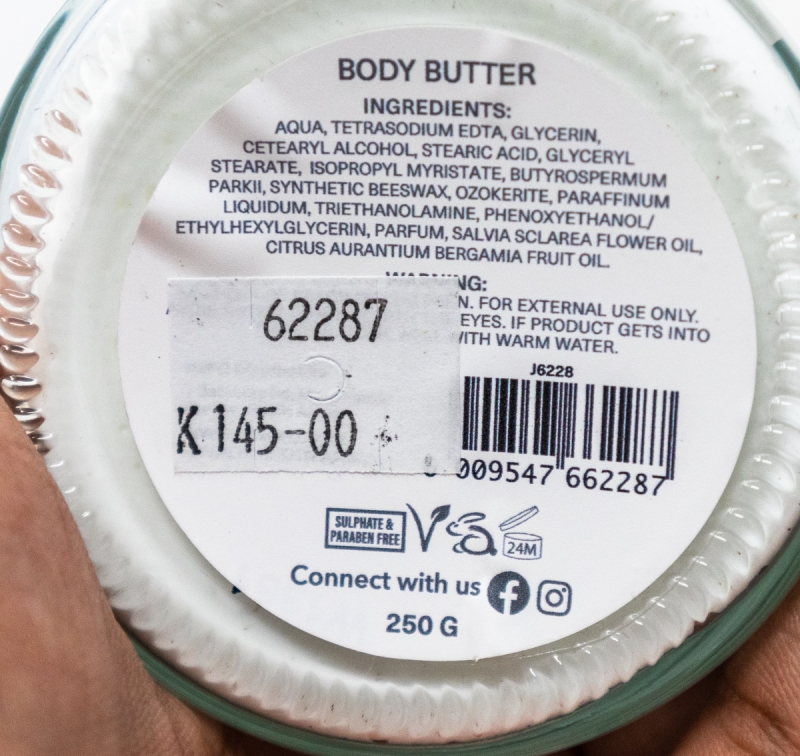 BODY BUTTER
INGREDIENTS:
AQUA, TETRASODIUM EDTA, GLYCERIN,
CETEARYL ALCOHOL, STEARIC ACID, GLYCERYL
STEARATE, ISOPROPYL MYRISTATE, BUTYROSPERMUM
PARKII, SYNTHETIC BEESWAX, OZOKERITE, PARAFFINUM
LIQUIDUM, TRIETHANOLAMINE, PHENOXYETHANOL/
ETHYLHEXYLGLYCERIN, PARFUM, SALVIA SCLAREA FLOWER OIL,
CITRUS AURANTIUM BERGAMIA FRUIT OIL.
WARNING:
FOR EXTERNAL USE ONLY.
EYES. IF PRODUCT GETS INTO
WITH WARM WATER.
62287
K145-00
J6228
009547 662287
SULPHATE &
PARABEN FREE
24M
Connect with us
250 G